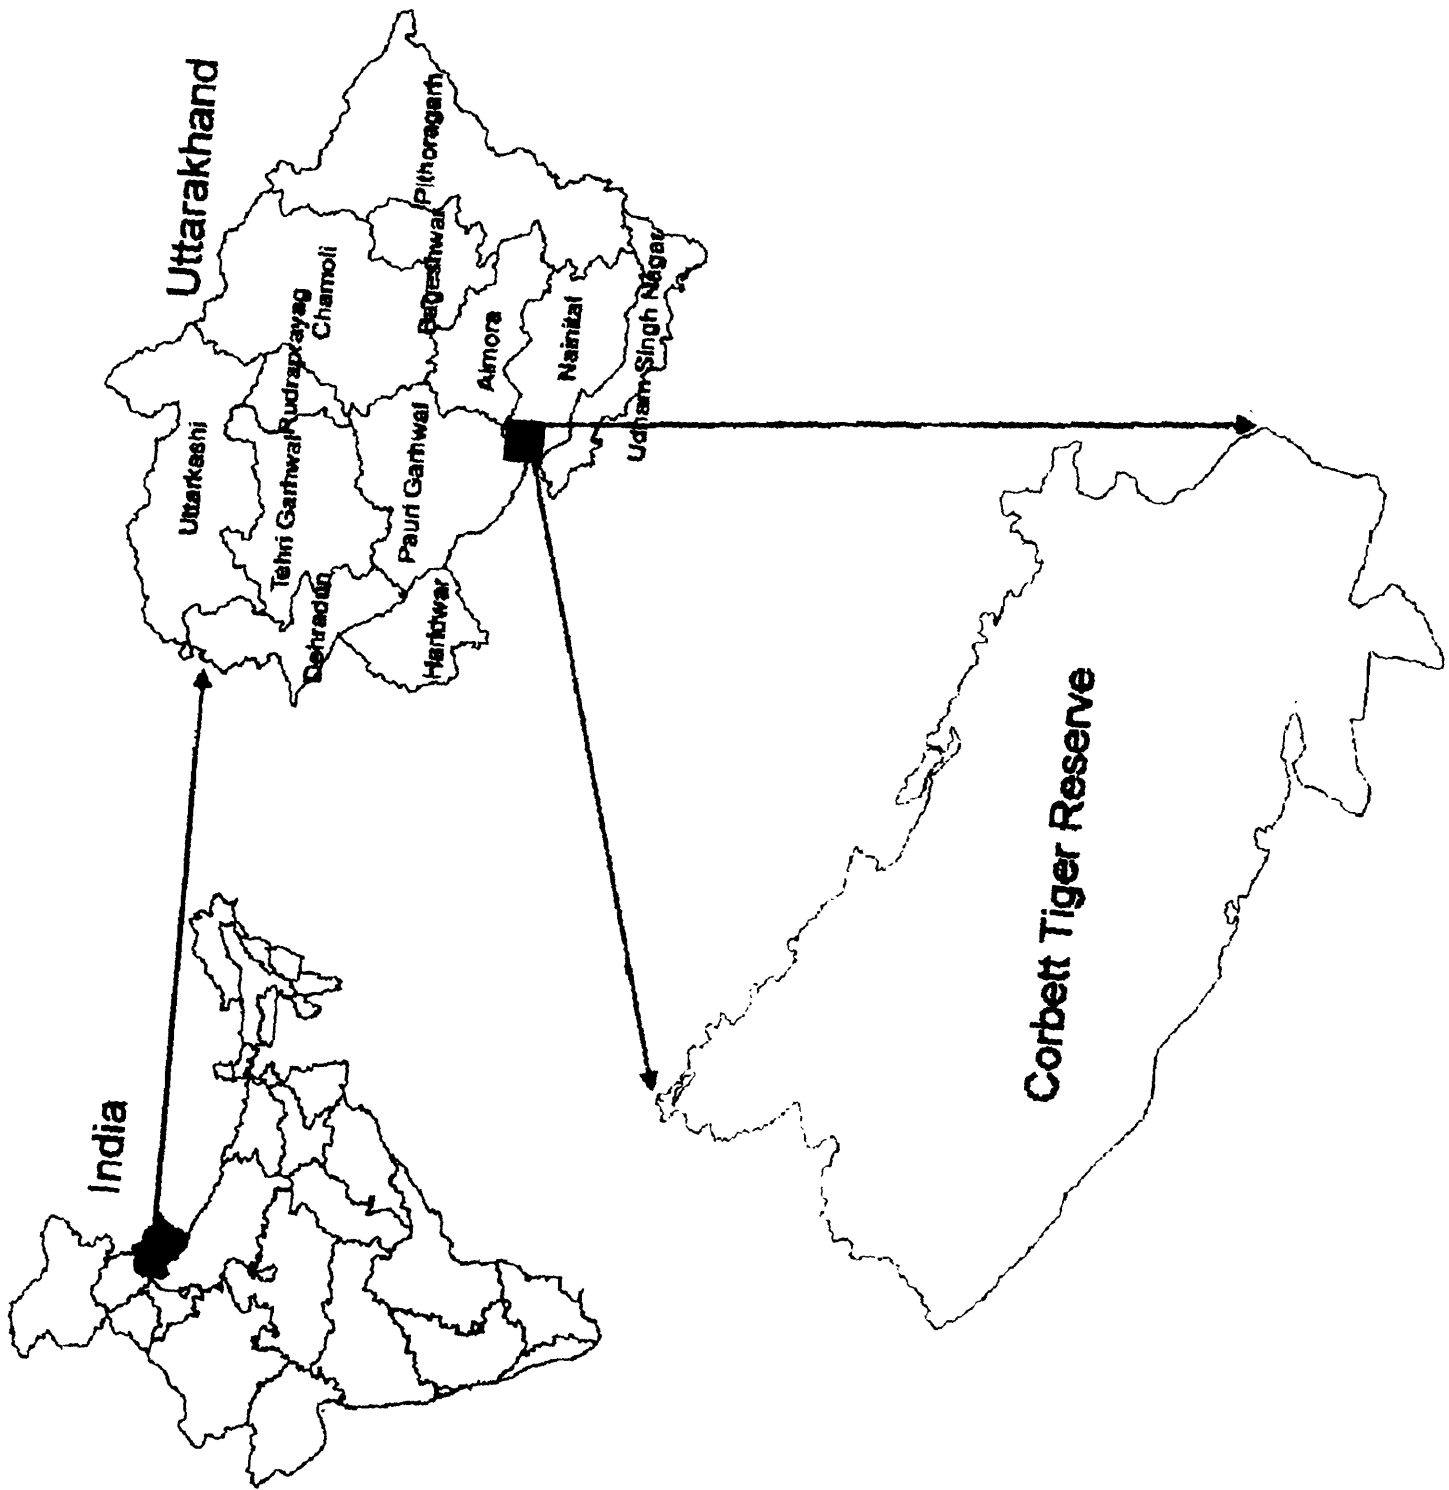 India
Uttarakhand
Uttarkashi
Dehradun
Tehri Garhwal
Rudraprayag
Chamoli
Haridwar
Pauri Garhwal
Bageshwar
Pithoragarh
Almora
Nainital
Udham Singh Nagar
Corbett Tiger Reserve